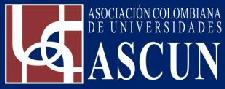 ASOCIACIÓN COLOMBIANA
DE UNIVERSIDADES
ASCUN